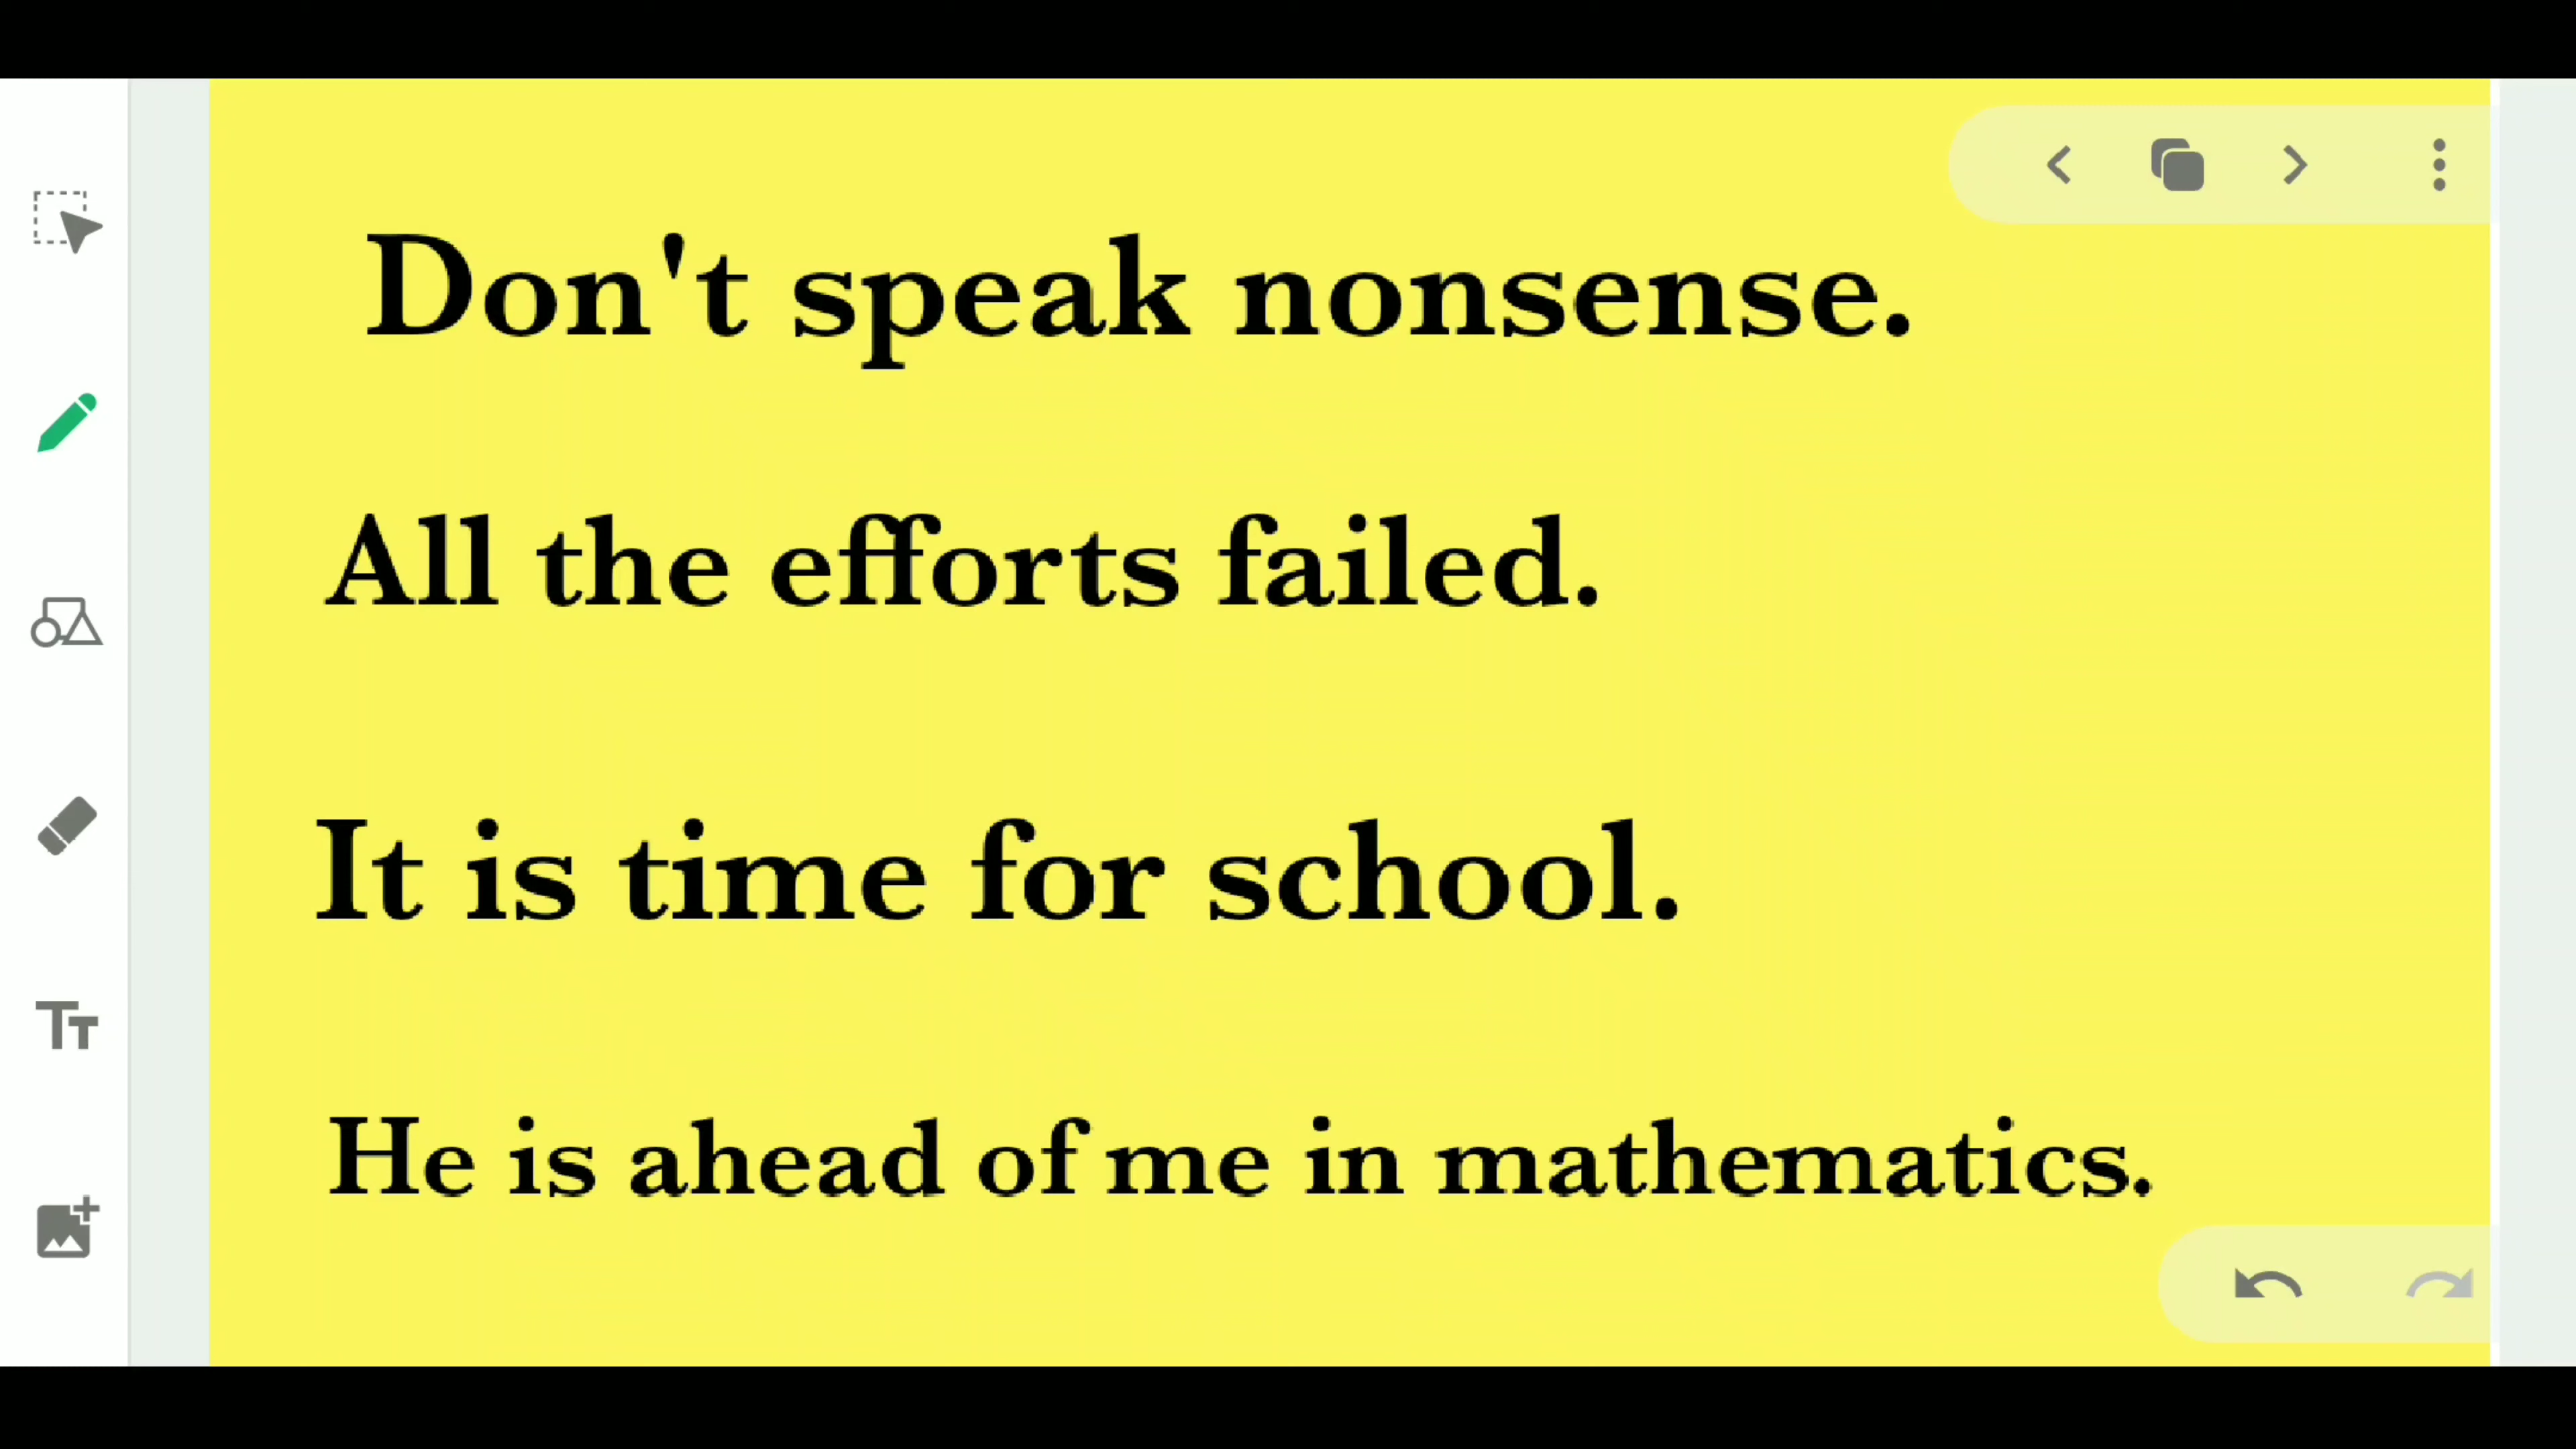 Don't speak nonsense.
All the efforts failed.
It is time for school.
He is ahead of me in mathematics.